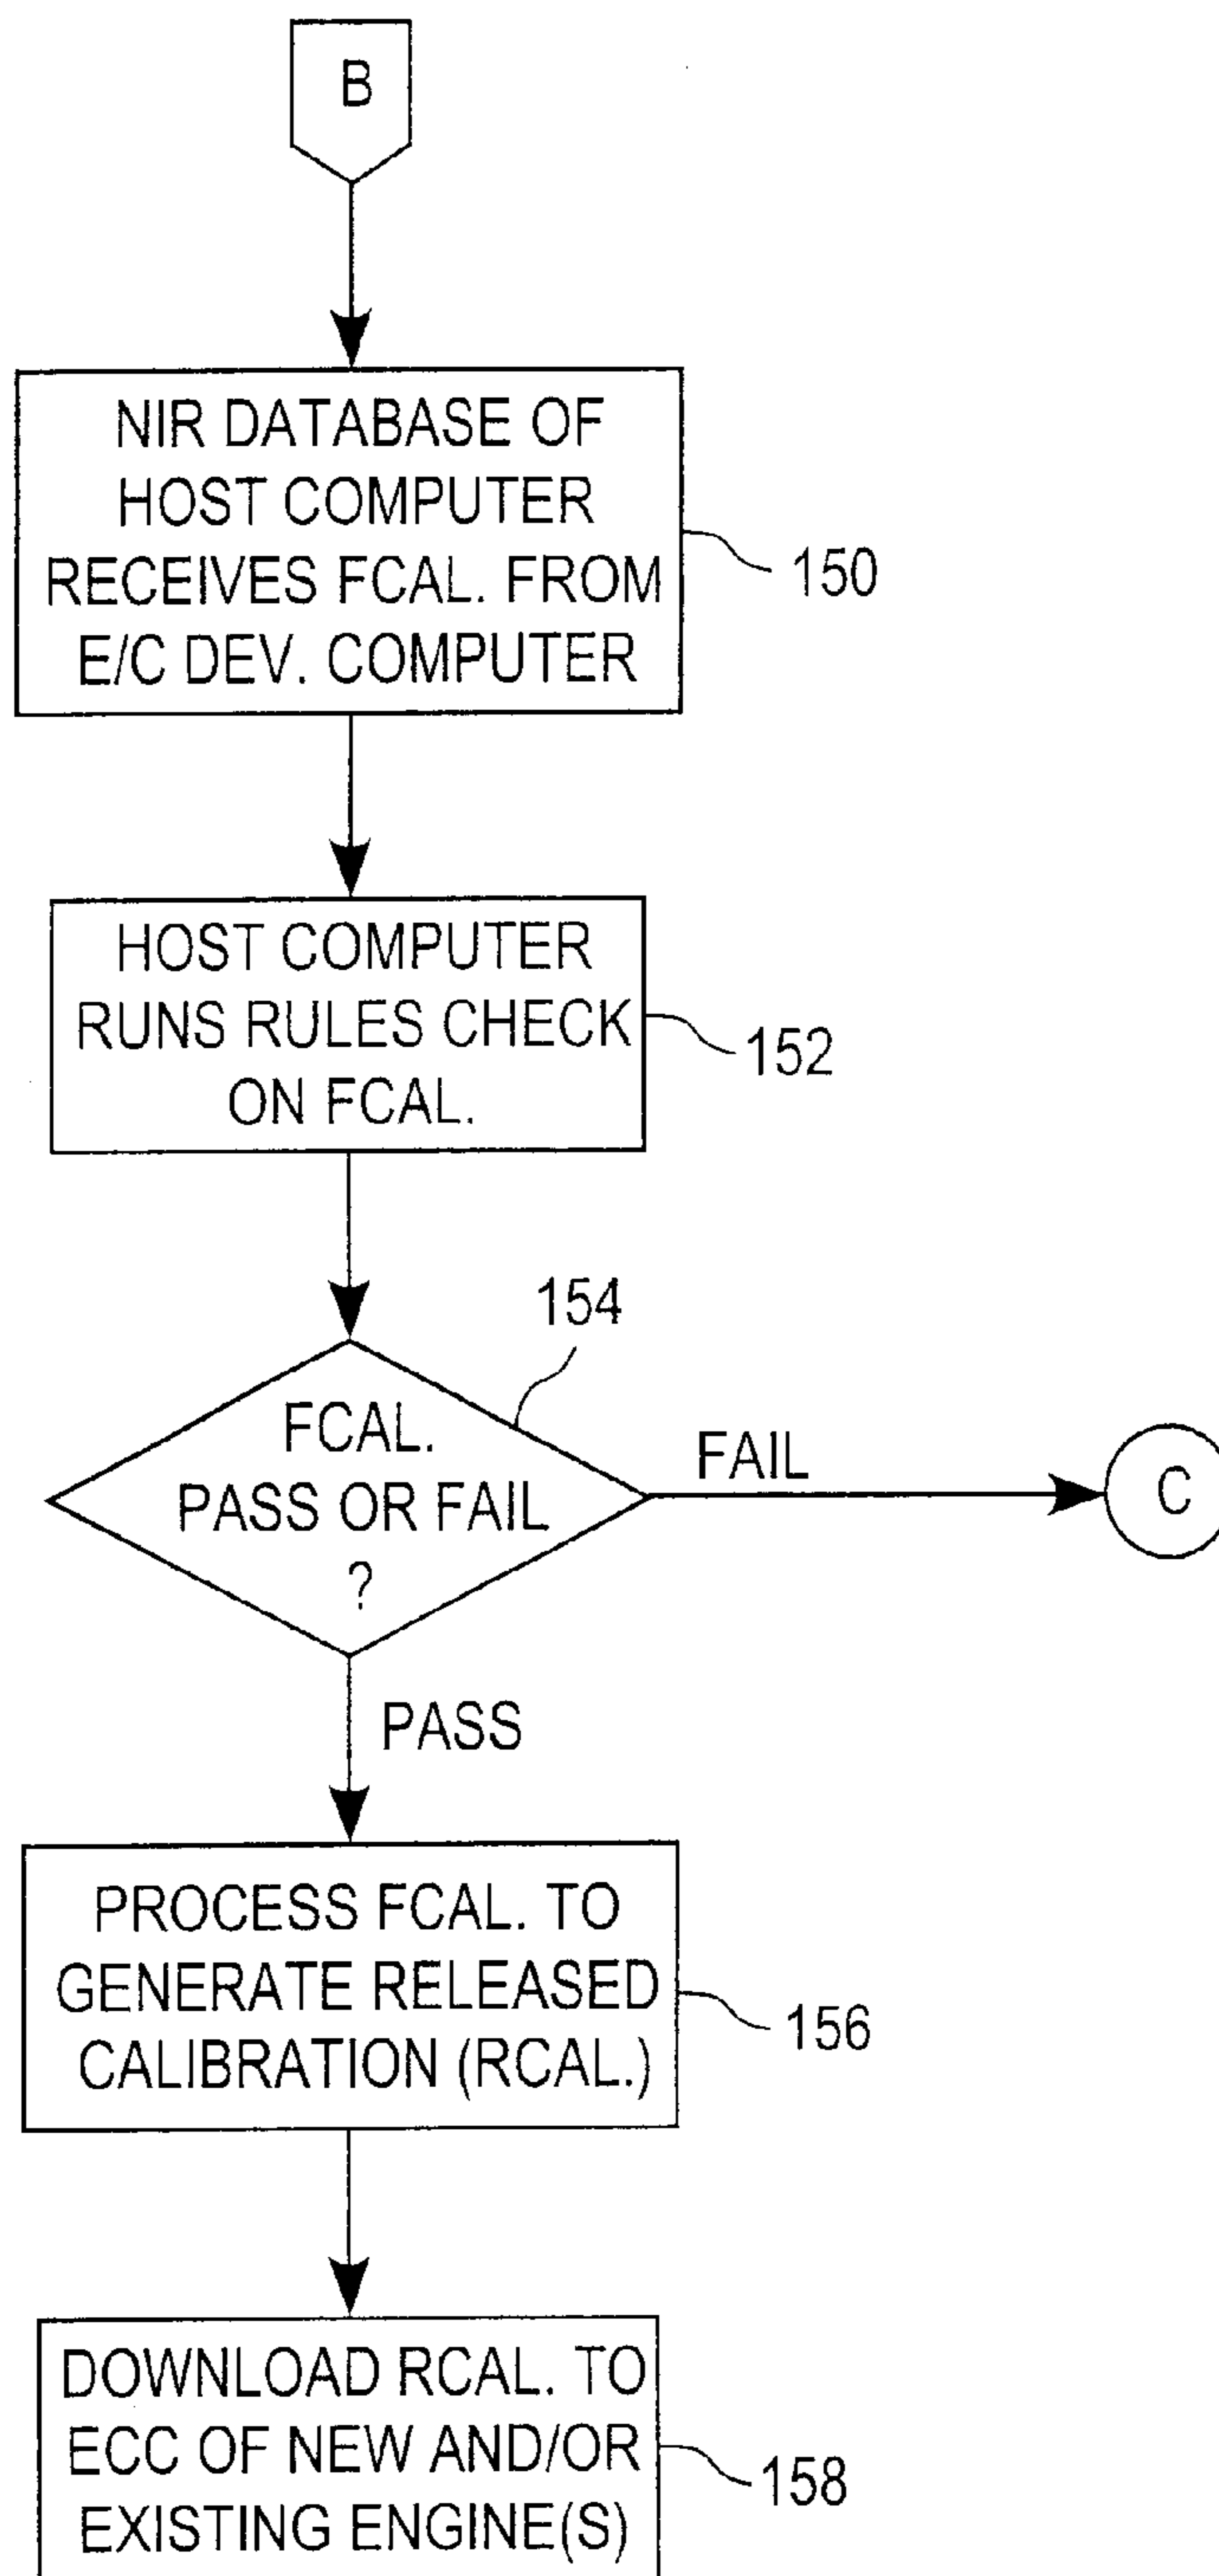 B
NIR DATABASE OF
HOST COMPUTER
RECEIVES FCAL. FROM
E/C DEV. COMPUTER
150
HOST COMPUTER
RUNS RULES CHECK
ON FCAL.
152
154
FCAL.
PASS OR FAIL
?
FAIL
C
PASS
PROCESS FCAL. TO
GENERATE RELEASED
CALIBRATION (RCAL.)
156
DOWNLOAD RCAL. TO
ECC OF NEW AND/OR
EXISTING ENGINE(S)
158